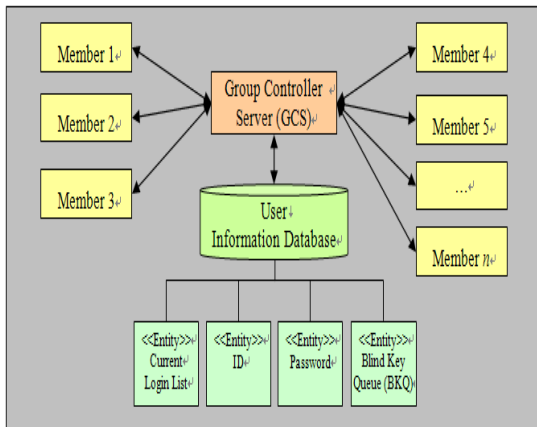 Member 1
Member 2
Member 3
Group Controller
Server (GCS)
Member 4
Member 5
…
Member n
User
Information Database
<<Entity>>
Current
Login List
<<Entity>>
ID
<<Entity>>
Password
<<Entity>>
Blind Key
Queue (BKQ)